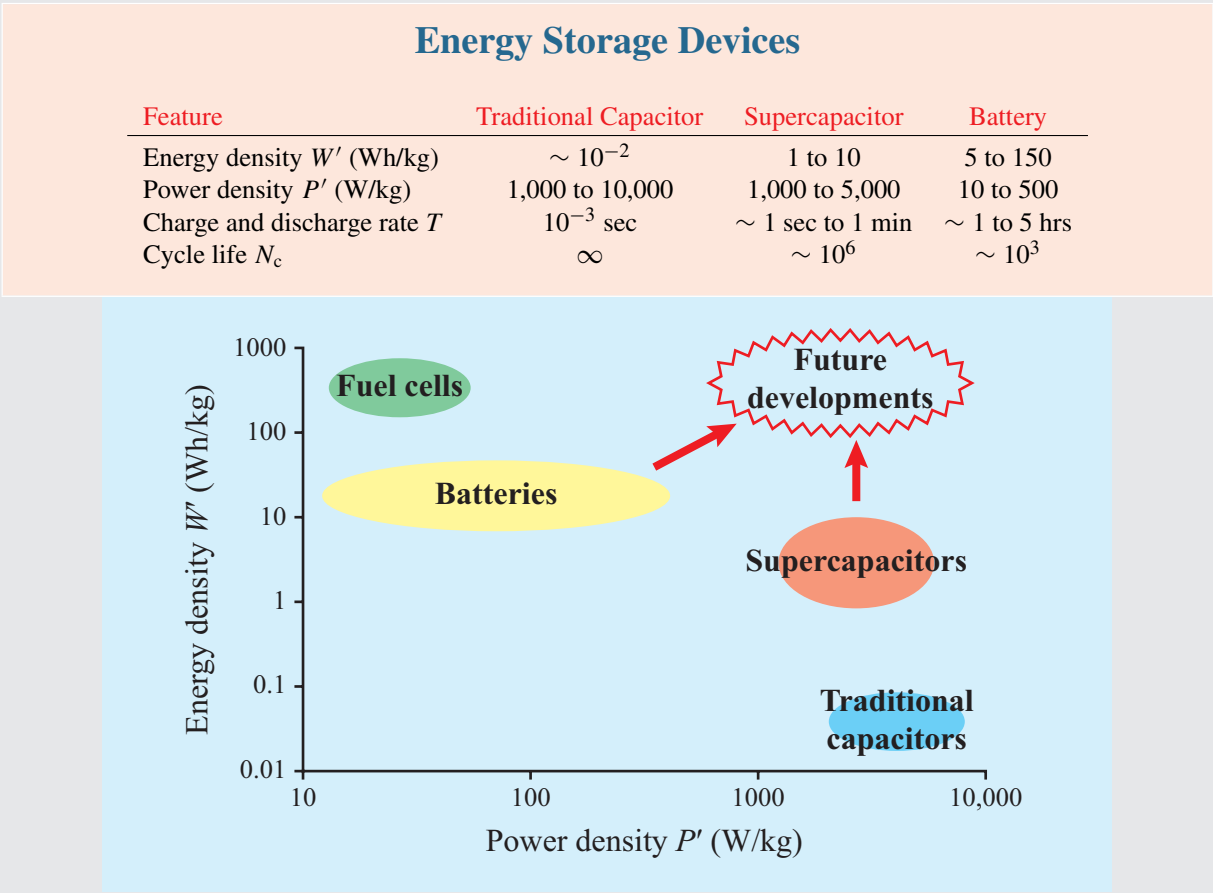 Energy Storage Devices
Feature Traditional Capacitor Supercapacitor Battery
Energy density W′ (Wh/kg) ∼ 10⁻² 1 to 10 5 to 150
Power density P′ (W/kg) 1,000 to 10,000 1,000 to 5,000 10 to 500
Charge and discharge rate T 10⁻³ sec ∼ 1 sec to 1 min ∼ 1 to 5 hrs
Cycle life N_c ∞ ∼ 10⁶ ∼ 10³
Energy density W′ (Wh/kg)
1000
100
10
1
0.1
0.01
Fuel cells
Future
developments
Batteries
Supercapacitors
Traditional
capacitors
10 100 1000 10,000
Power density P′ (W/kg)